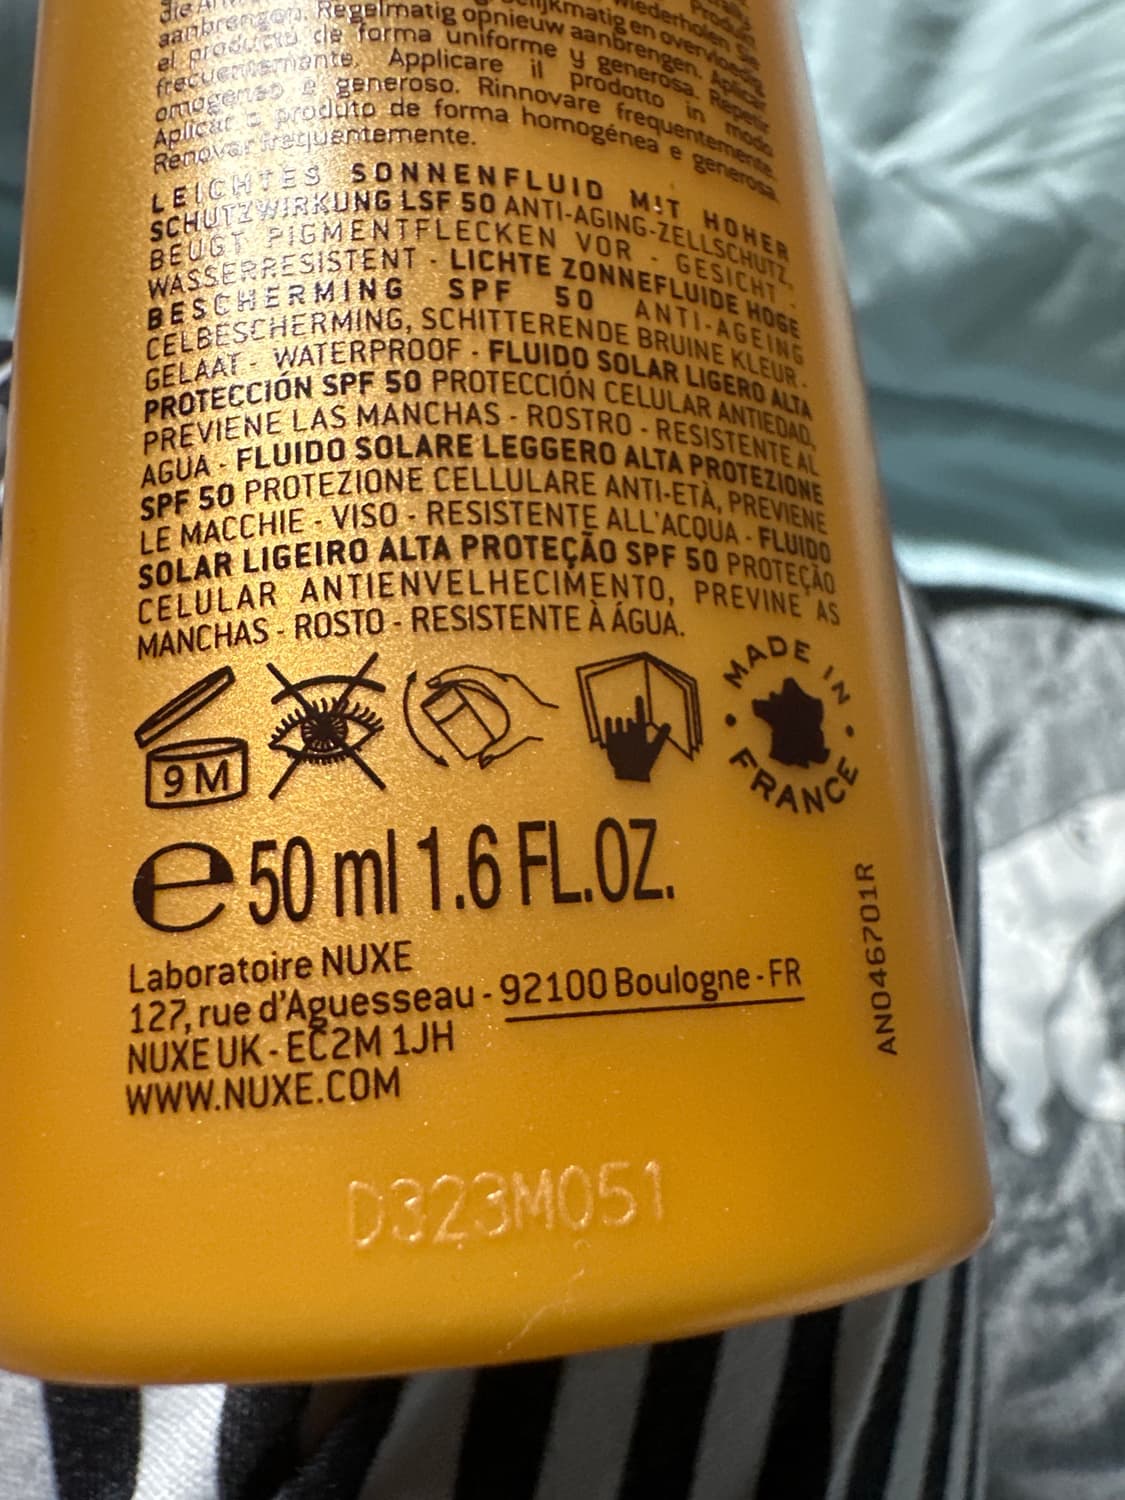 aanbrengen. Regelmatig opnieuw aanbrengen. Aplicar
el producto de forma uniforme y generosa. Repetir
frecuentemente. Applicare il prodotto in modo
omogeneo e generoso. Rinnovare frequentemente.
Aplicar o produto de forma homogénea e generosa.
Renovar frequentemente.
LEICHTES SONNENFLUID MIT HOHER
SCHUTZWIRKUNG LSF 50 ANTI-AGING-ZELLSCHUTZ,
BEUGT PIGMENTFLECKEN VOR - GESICHT -
WASSERRESISTENT - LICHTE ZONNEFLUIDE HOGE
BESCHERMING SPF 50 ANTI-AGEING
CELBESCHERMING, SCHITTERENDE BRUINE KLEUR -
GELAAT - WATERPROOF - FLUIDO SOLAR LIGERO ALTA
PROTECCIÓN SPF 50 PROTECCIÓN CELULAR ANTIEDAD,
PREVIENE LAS MANCHAS - ROSTRO - RESISTENTE AL
AGUA - FLUIDO SOLARE LEGGERO ALTA PROTEZIONE
SPF 50 PROTEZIONE CELLULARE ANTI-ETÀ, PREVIENE
LE MACCHIE - VISO - RESISTENTE ALL'ACQUA - FLUIDO
SOLAR LIGEIRO ALTA PROTEÇÃO SPF 50 PROTEÇÃO
CELULAR ANTIENVELHECIMENTO, PREVINE AS
MANCHAS - ROSTO - RESISTENTE À ÁGUA.
9 M
MADE IN FRANCE
e 50 ml 1.6 FL.OZ.
Laboratoire NUXE
127, rue d'Aguesseau - 92100 Boulogne - FR
NUXE UK - EC2M 1JH
WWW.NUXE.COM
AN046701R
D323M051